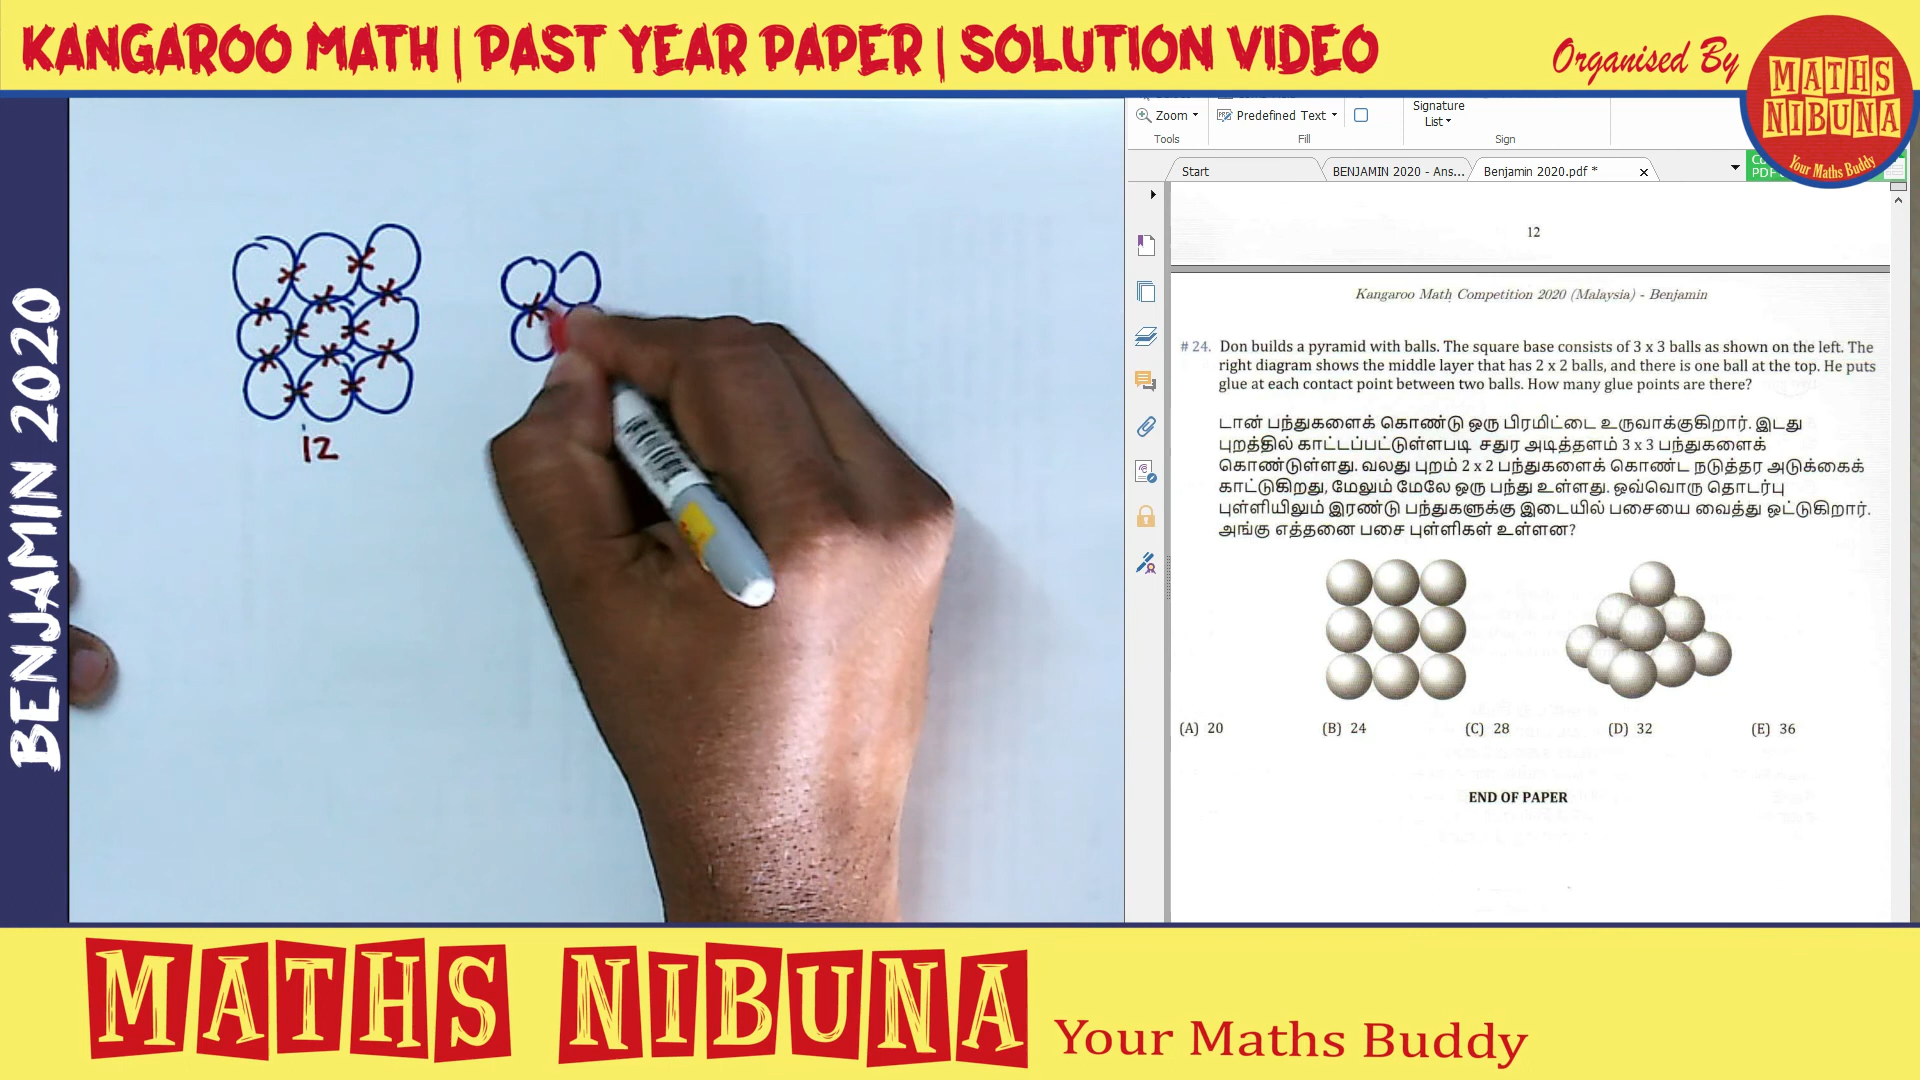 KANGAROO MATH | PAST YEAR PAPER | SOLUTION VIDEO
Organised By
MATHS
NIBUNA
Your Maths Buddy
BENJAMIN 2020
12
Zoom
Predefined Text
Signature
List
Tools
Fill
Sign
Start
BENJAMIN 2020 - Ans...
Benjamin 2020.pdf *
12
Kangaroo Math Competition 2020 (Malaysia) - Benjamin
# 24. Don builds a pyramid with balls. The square base consists of 3 x 3 balls as shown on the left. The
right diagram shows the middle layer that has 2 x 2 balls, and there is one ball at the top. He puts
glue at each contact point between two balls. How many glue points are there?
டான் பந்துகளைக் கொண்டு ஒரு பிரமிட்டை உருவாக்குகிறார். இடது
புறத்தில் காட்டப்பட்டுள்ளபடி சதுர அடித்தளம் 3 x 3 பந்துகளைக்
கொண்டுள்ளது. வலது புறம் 2 x 2 பந்துகளைக் கொண்ட நடுத்தர அடுக்கைக்
காட்டுகிறது, மேலும் மேலே ஒரு பந்து உள்ளது. ஒவ்வொரு தொடர்பு
புள்ளியிலும் இரண்டு பந்துகளுக்கு இடையில் பசையை வைத்து ஒட்டுகிறார்.
அங்கு எத்தனை பசை புள்ளிகள் உள்ளன?
(A) 20 (B) 24 (C) 28 (D) 32 (E) 36
END OF PAPER
MATHS NIBUNA
Your Maths Buddy